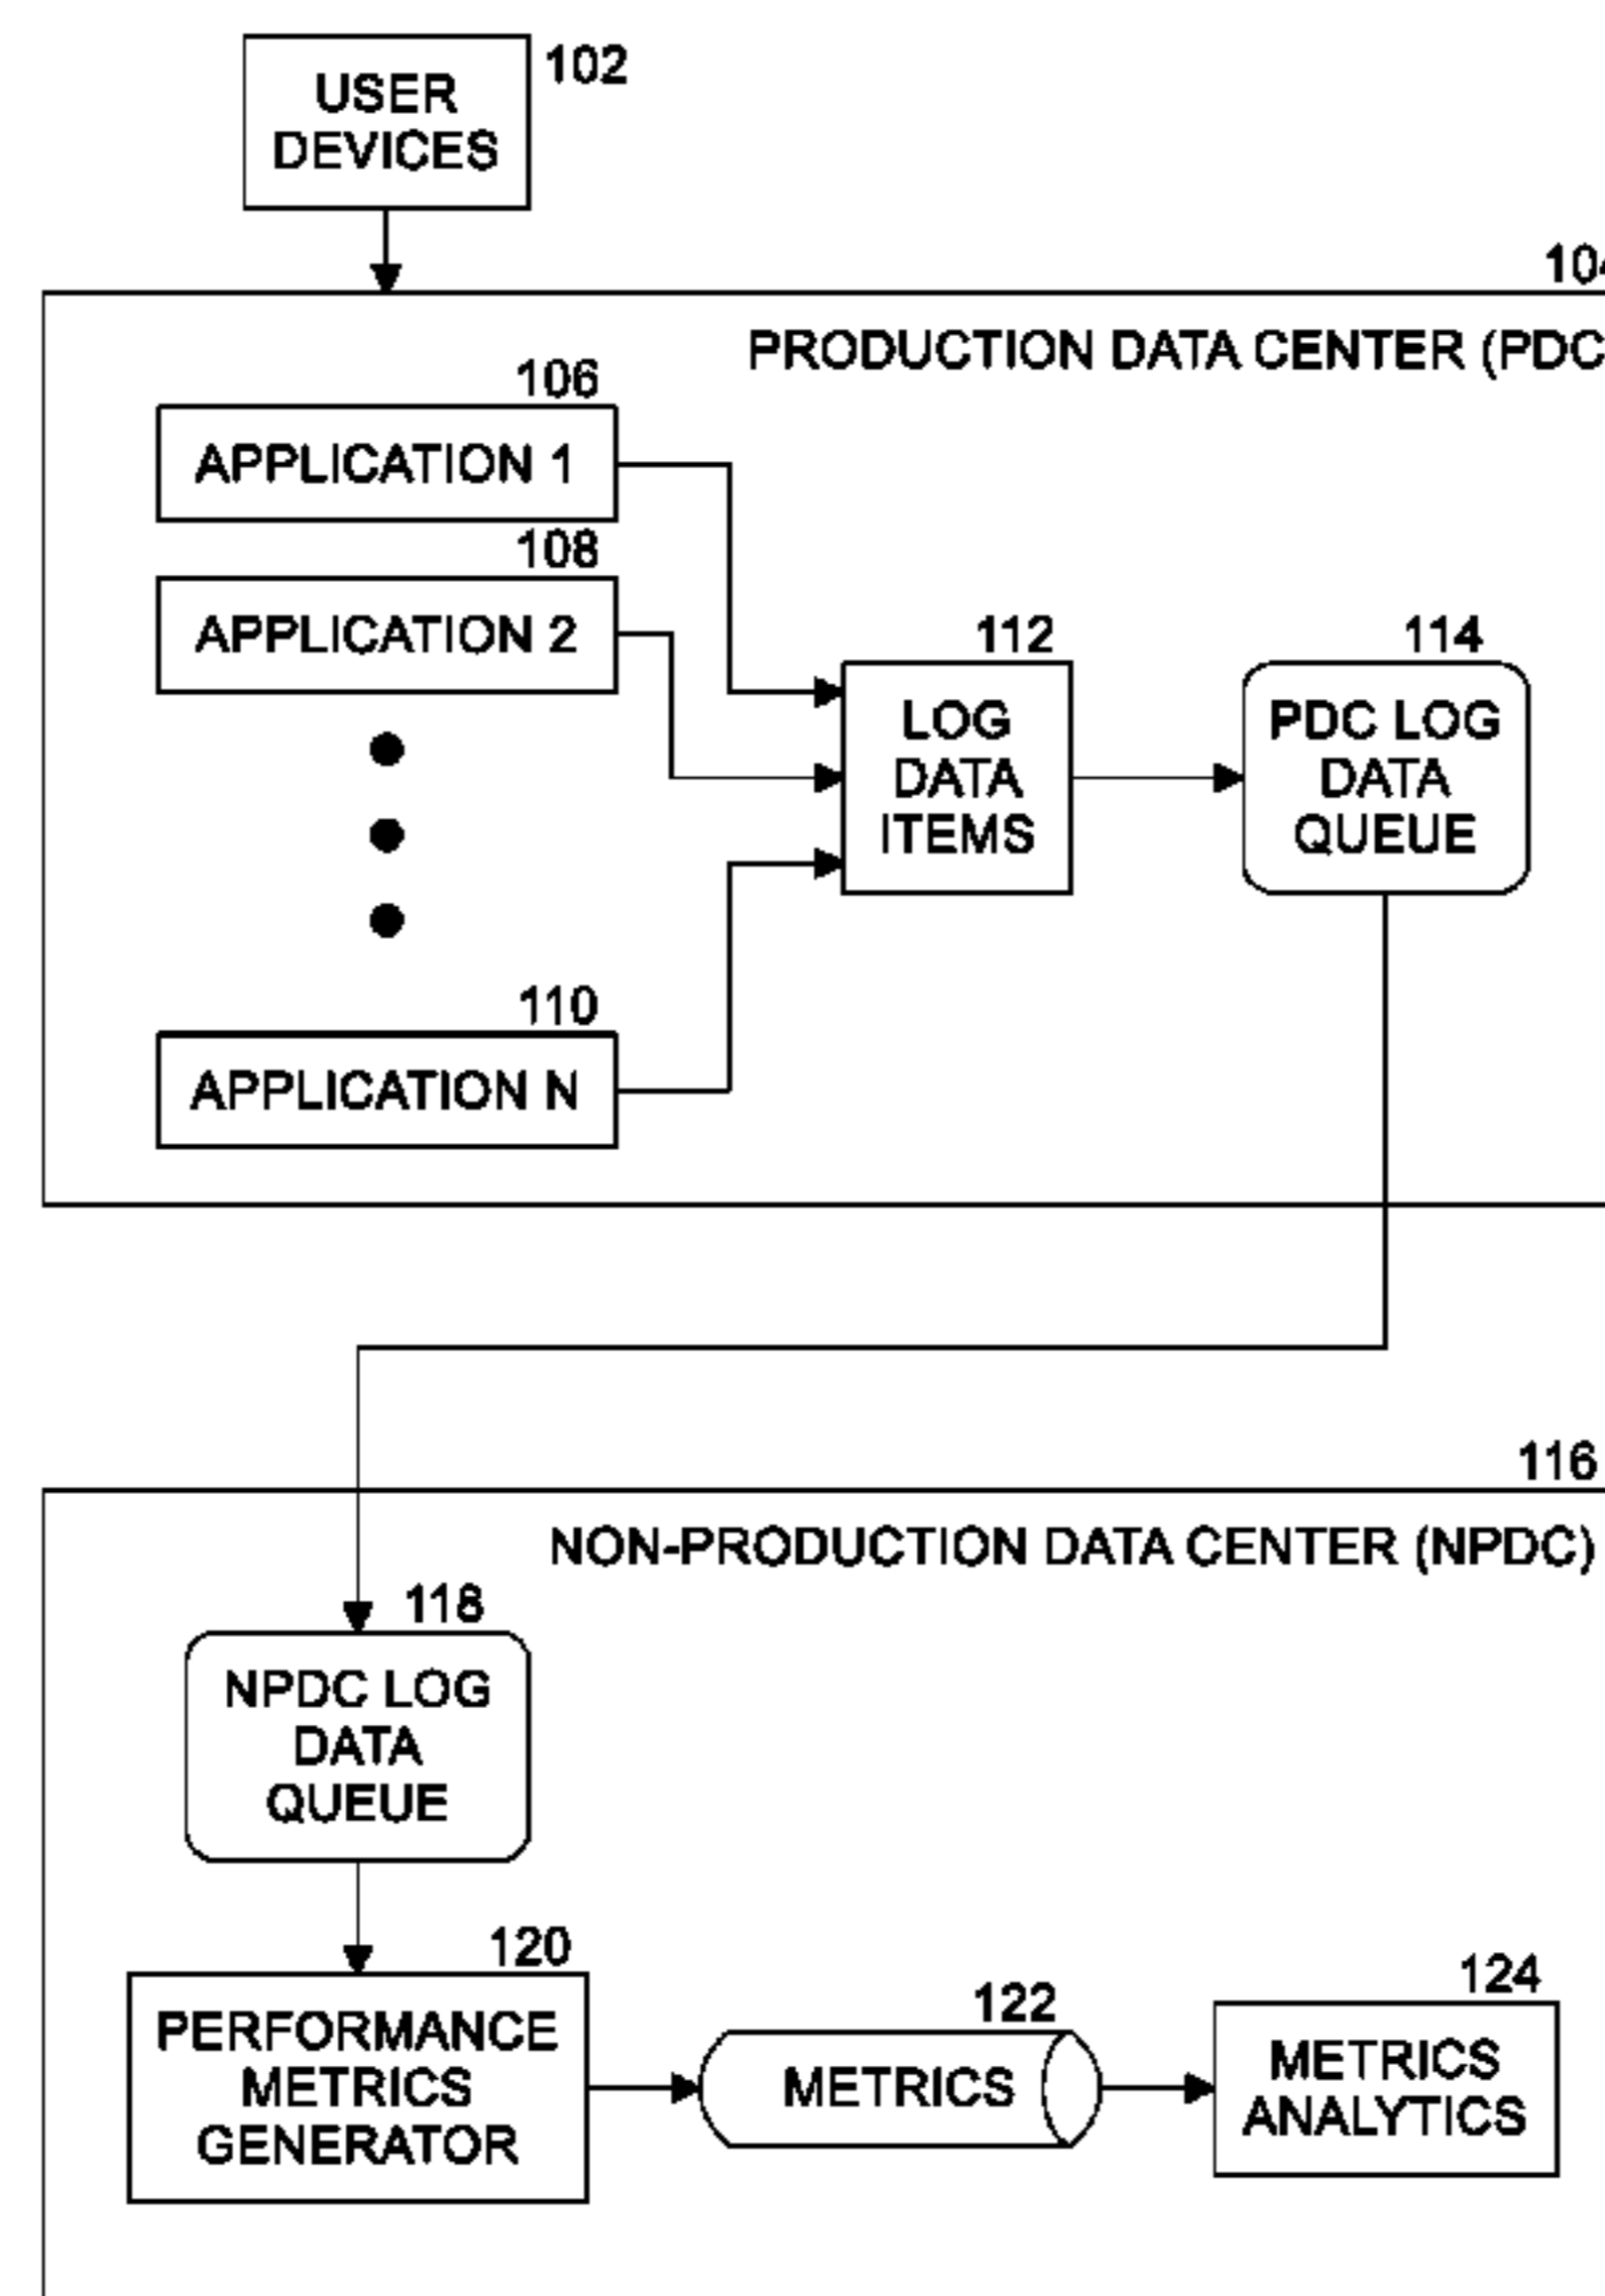 USER
DEVICES
102
PRODUCTION DATA CENTER (PDC
106
APPLICATION 1
108
APPLICATION 2
112
LOG
DATA
ITEMS
114
PDC LOG
DATA
QUEUE
110
APPLICATION N
116
NON-PRODUCTION DATA CENTER (NPDC)
118
NPDC LOG
DATA
QUEUE
120
PERFORMANCE
METRICS
GENERATOR
122
METRICS
124
METRICS
ANALYTICS